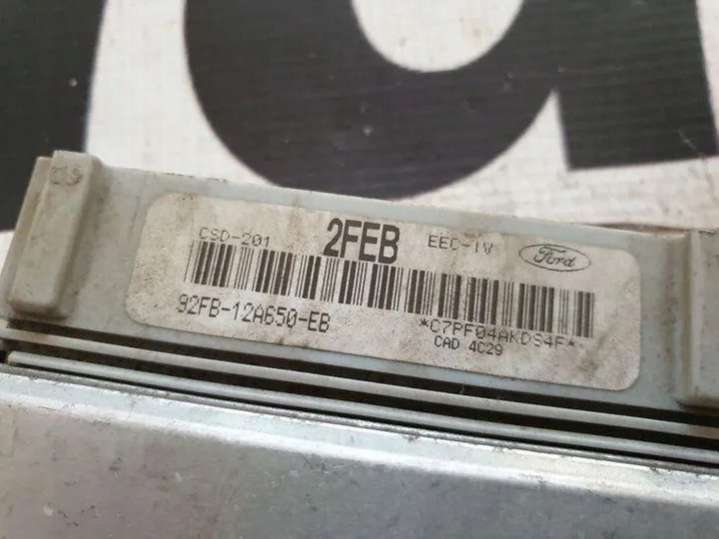 CSD-201 2FEB EEC-IV Ford
92FB-12A650-EB *C7PF04AKDS4F*
CAD 4C29